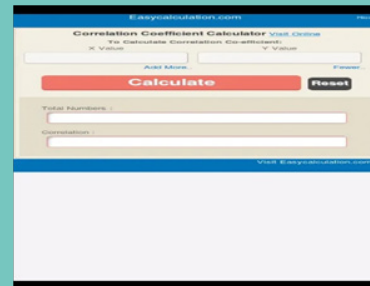 Easycalculation.com
Correlation Coefficient Calculator Visit Online
To Calculate Correlation Co-efficient:
X Value Y Value
Add More.. Fewer..
Calculate Reset
Total Numbers :
Correlation :
Visit Easycalculation.com